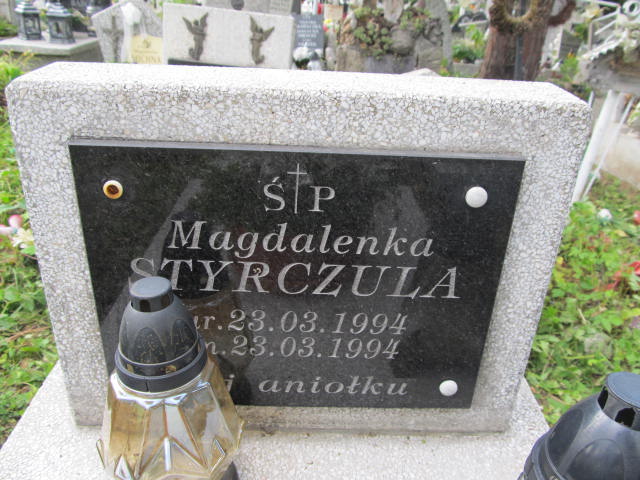 Ś P
Magdalenka
STYRCZULA
ur. 23.03.1994
23.03.1994
aniołku